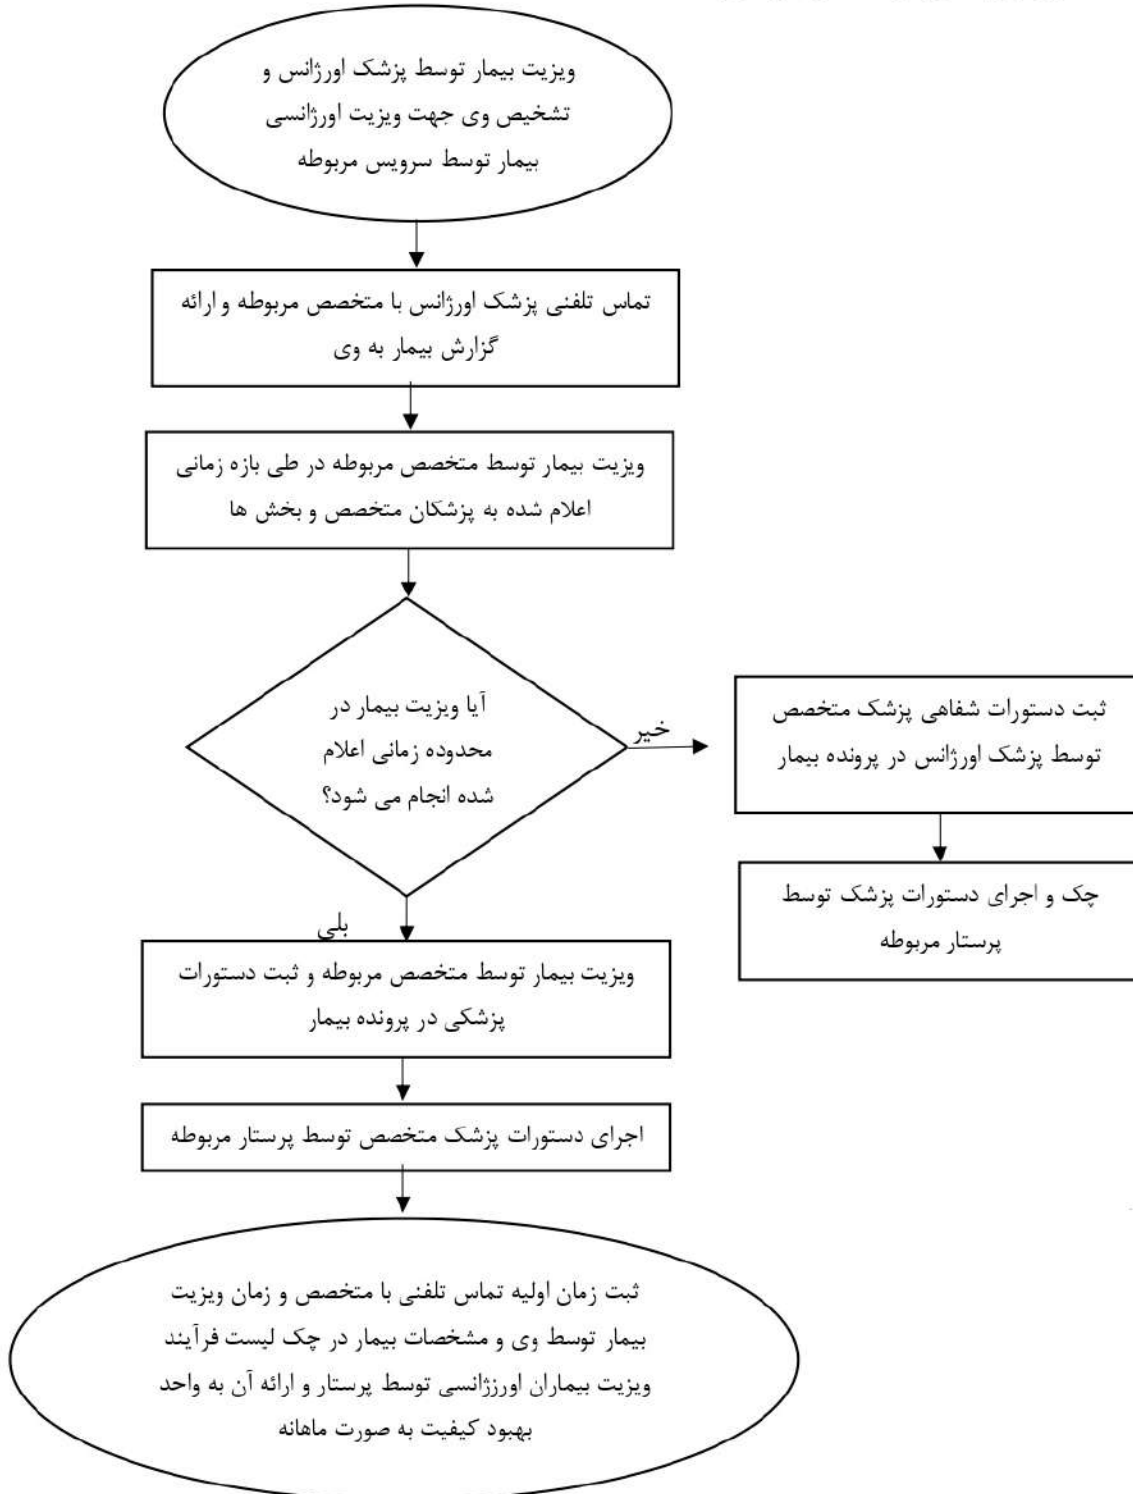 ویزیت بیمار توسط پزشک اورژانس و
تشخیص وی جهت ویزیت اورژانسی
بیمار توسط سرویس مربوطه
تماس تلفنی پزشک اورژانس با متخصص مربوطه و ارائه
گزارش بیمار به وی
ویزیت بیمار توسط متخصص مربوطه در طی بازه زمانی
اعلام شده به پزشکان متخصص و بخش ها
آیا ویزیت بیمار در
محدوده زمانی اعلام
شده انجام می شود؟
خیر
ثبت دستورات شفاهی پزشک متخصص
توسط پزشک اورژانس در پرونده بیمار
چک و اجرای دستورات پزشک توسط
پرستار مربوطه
بلی
ویزیت بیمار توسط متخصص مربوطه و ثبت دستورات
پزشکی در پرونده بیمار
اجرای دستورات پزشک متخصص توسط پرستار مربوطه
ثبت زمان اولیه تماس تلفنی با متخصص و زمان ویزیت
بیمار توسط وی و مشخصات بیمار در چک لیست فرآیند
ویزیت بیماران اورزژانسی توسط پرستار و ارائه آن به واحد
بهبود کیفیت به صورت ماهانه